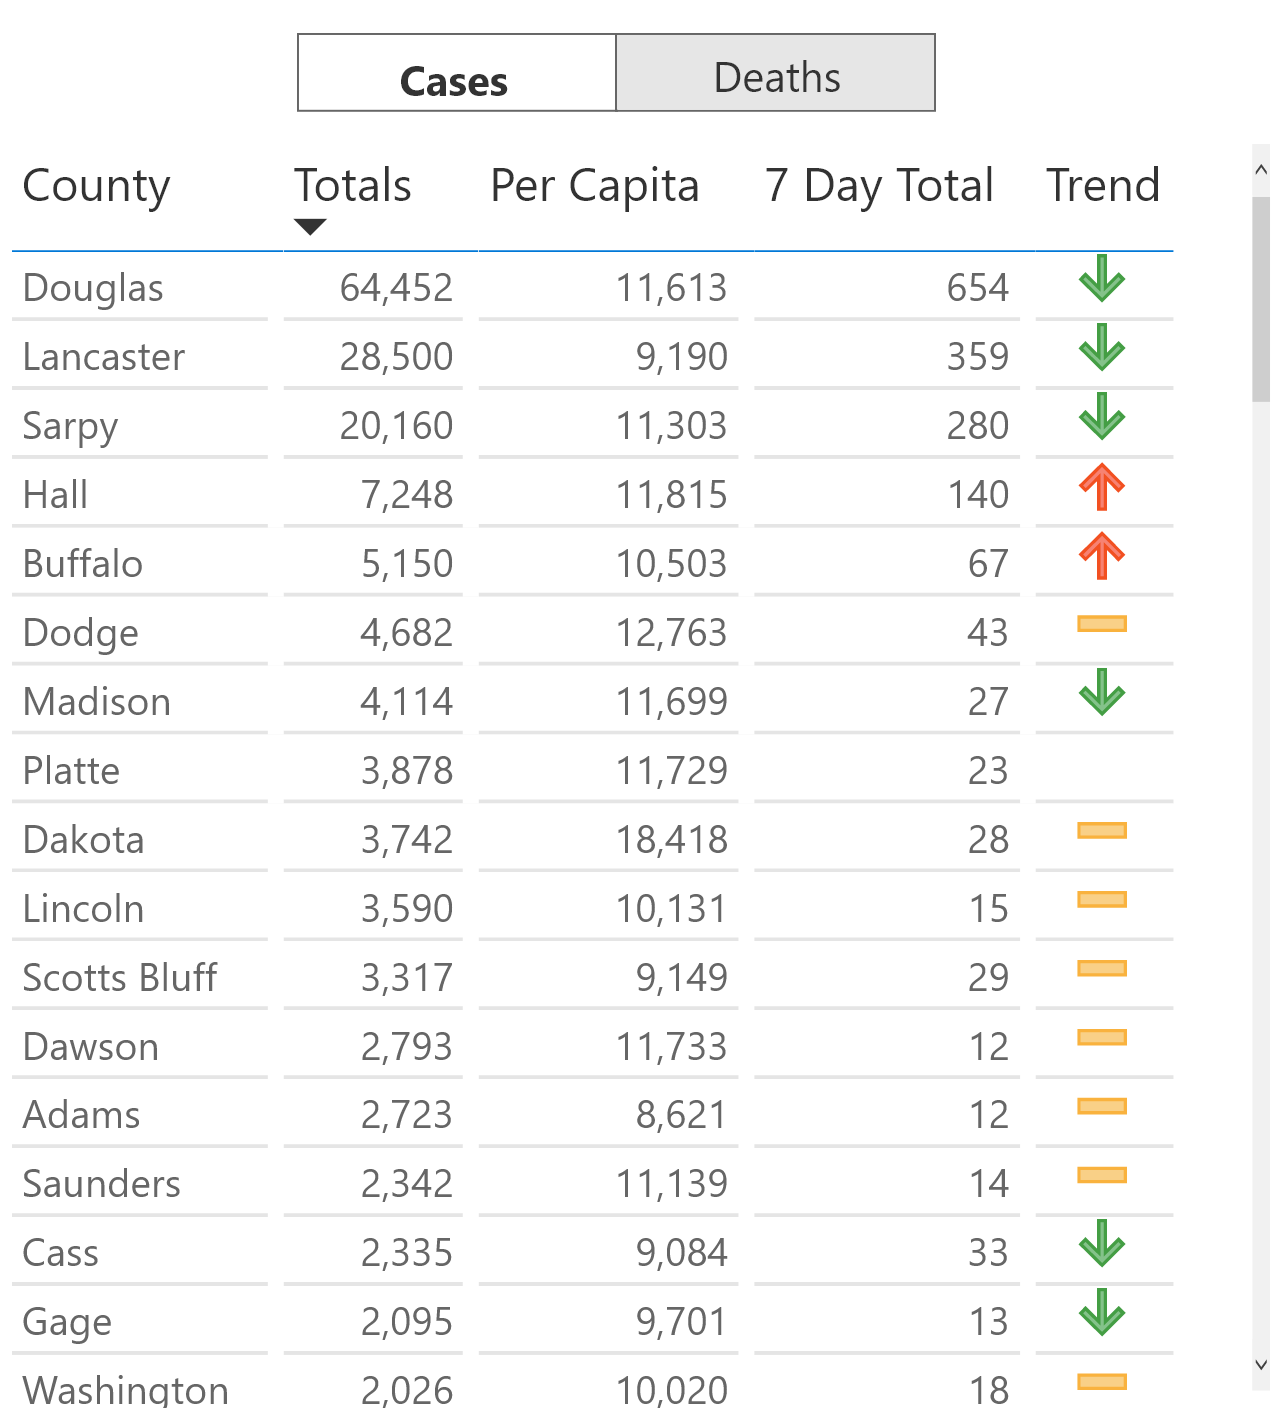 Cases Deaths
County Totals Per Capita 7 Day Total Trend
Douglas 64,452 11,613 654
Lancaster 28,500 9,190 359
Sarpy 20,160 11,303 280
Hall 7,248 11,815 140
Buffalo 5,150 10,503 67
Dodge 4,682 12,763 43
Madison 4,114 11,699 27
Platte 3,878 11,729 23
Dakota 3,742 18,418 28
Lincoln 3,590 10,131 15
Scotts Bluff 3,317 9,149 29
Dawson 2,793 11,733 12
Adams 2,723 8,621 12
Saunders 2,342 11,139 14
Cass 2,335 9,084 33
Gage 2,095 9,701 13
Washington 2,026 10,020 18